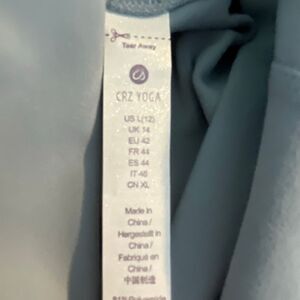 Tear Away
CRZ YOGA
US L(12)
UK 14
EU 42
FR 44
ES 44
IT 46
CN XL
Made in
China /
Hergestellt in
China /
Fabriqué en
Chine /
中国制造